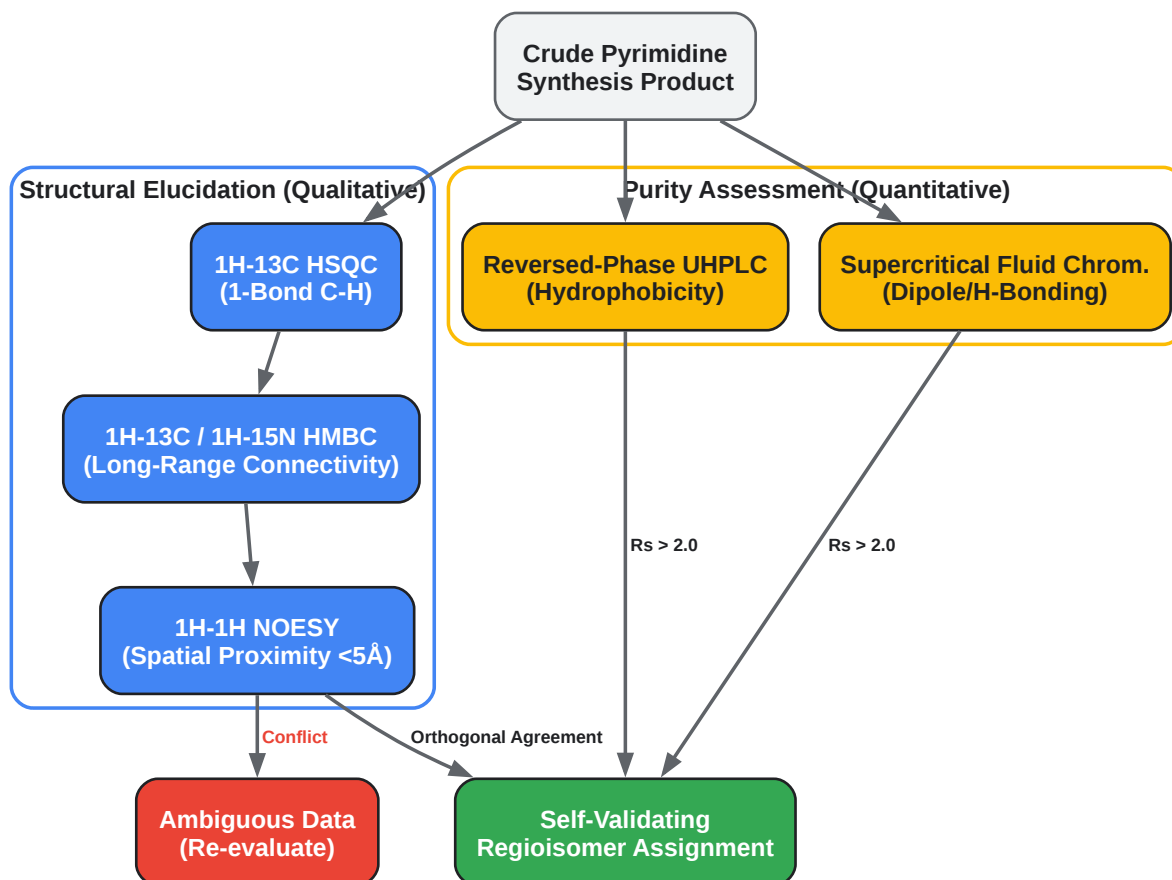 Crude Pyrimidine
Synthesis Product
Structural Elucidation (Qualitative)
Purity Assessment (Quantitative)
1H-13C HSQC
(1-Bond C-H)
Reversed-Phase UHPLC
(Hydrophobicity)
Supercritical Fluid Chrom.
(Dipole/H-Bonding)
1H-13C / 1H-15N HMBC
(Long-Range Connectivity)
Rs > 2.0
Rs > 2.0
1H-1H NOESY
(Spatial Proximity <5Å)
Conflict
Orthogonal Agreement
Ambiguous Data
(Re-evaluate)
Self-Validating
Regioisomer Assignment